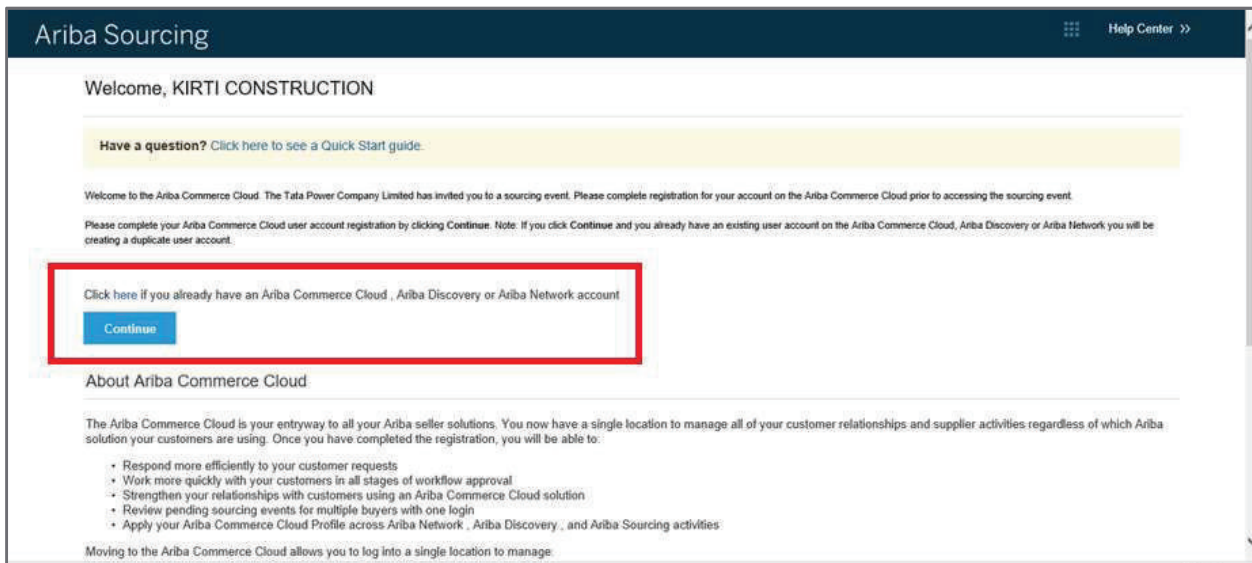 Ariba Sourcing
Help Center »
Welcome, KIRTI CONSTRUCTION
Have a question? Click here to see a Quick Start guide.
Welcome to the Ariba Commerce Cloud. The Tata Power Company Limited has invited you to a sourcing event. Please complete registration for your account on the Ariba Commerce Cloud prior to accessing the sourcing event.
Please complete your Ariba Commerce Cloud user account registration by clicking Continue. Note: If you click Continue and you already have an existing user account on the Ariba Commerce Cloud, Ariba Discovery or Ariba Network you will be
creating a duplicate user account.
Click here if you already have an Ariba Commerce Cloud , Ariba Discovery or Ariba Network account
Continue
About Ariba Commerce Cloud
The Ariba Commerce Cloud is your entryway to all your Ariba seller solutions. You now have a single location to manage all of your customer relationships and supplier activities regardless of which Ariba
solution your customers are using. Once you have completed the registration, you will be able to:
• Respond more efficiently to your customer requests
• Work more quickly with your customers in all stages of workflow approval
• Strengthen your relationships with customers using an Ariba Commerce Cloud solution
• Review pending sourcing events for multiple buyers with one login
• Apply your Ariba Commerce Cloud Profile across Ariba Network , Ariba Discovery , and Ariba Sourcing activities
Moving to the Ariba Commerce Cloud allows you to log into a single location to manage: